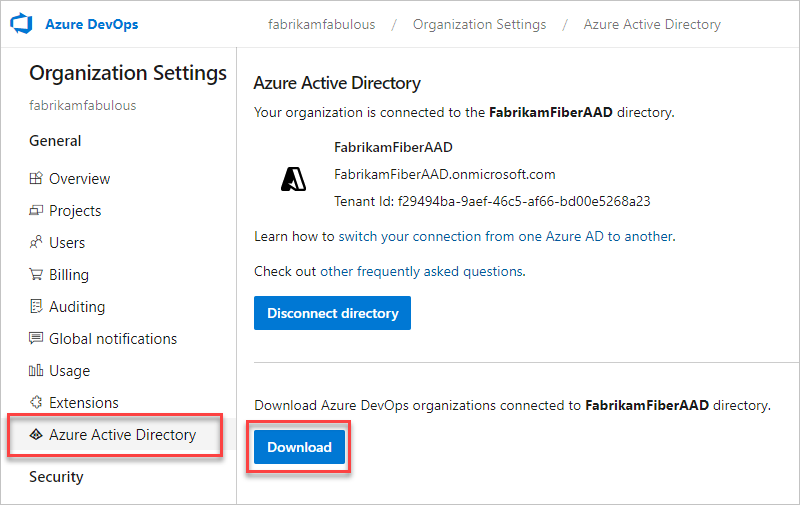 Azure DevOps
fabrikamfabulous / Organization Settings / Azure Active Directory
Organization Settings
fabrikamfabulous
General
Overview
Projects
Users
Billing
Auditing
Global notifications
Usage
Extensions
Azure Active Directory
Security
Azure Active Directory
Your organization is connected to the FabrikamFiberAAD directory.
FabrikamFiberAAD
FabrikamFiberAAD.onmicrosoft.com
Tenant Id: f29494ba-9aef-46c5-af66-bd00e5268a23
Learn how to switch your connection from one Azure AD to another.
Check out other frequently asked questions.
Disconnect directory
Download Azure DevOps organizations connected to FabrikamFiberAAD directory.
Download